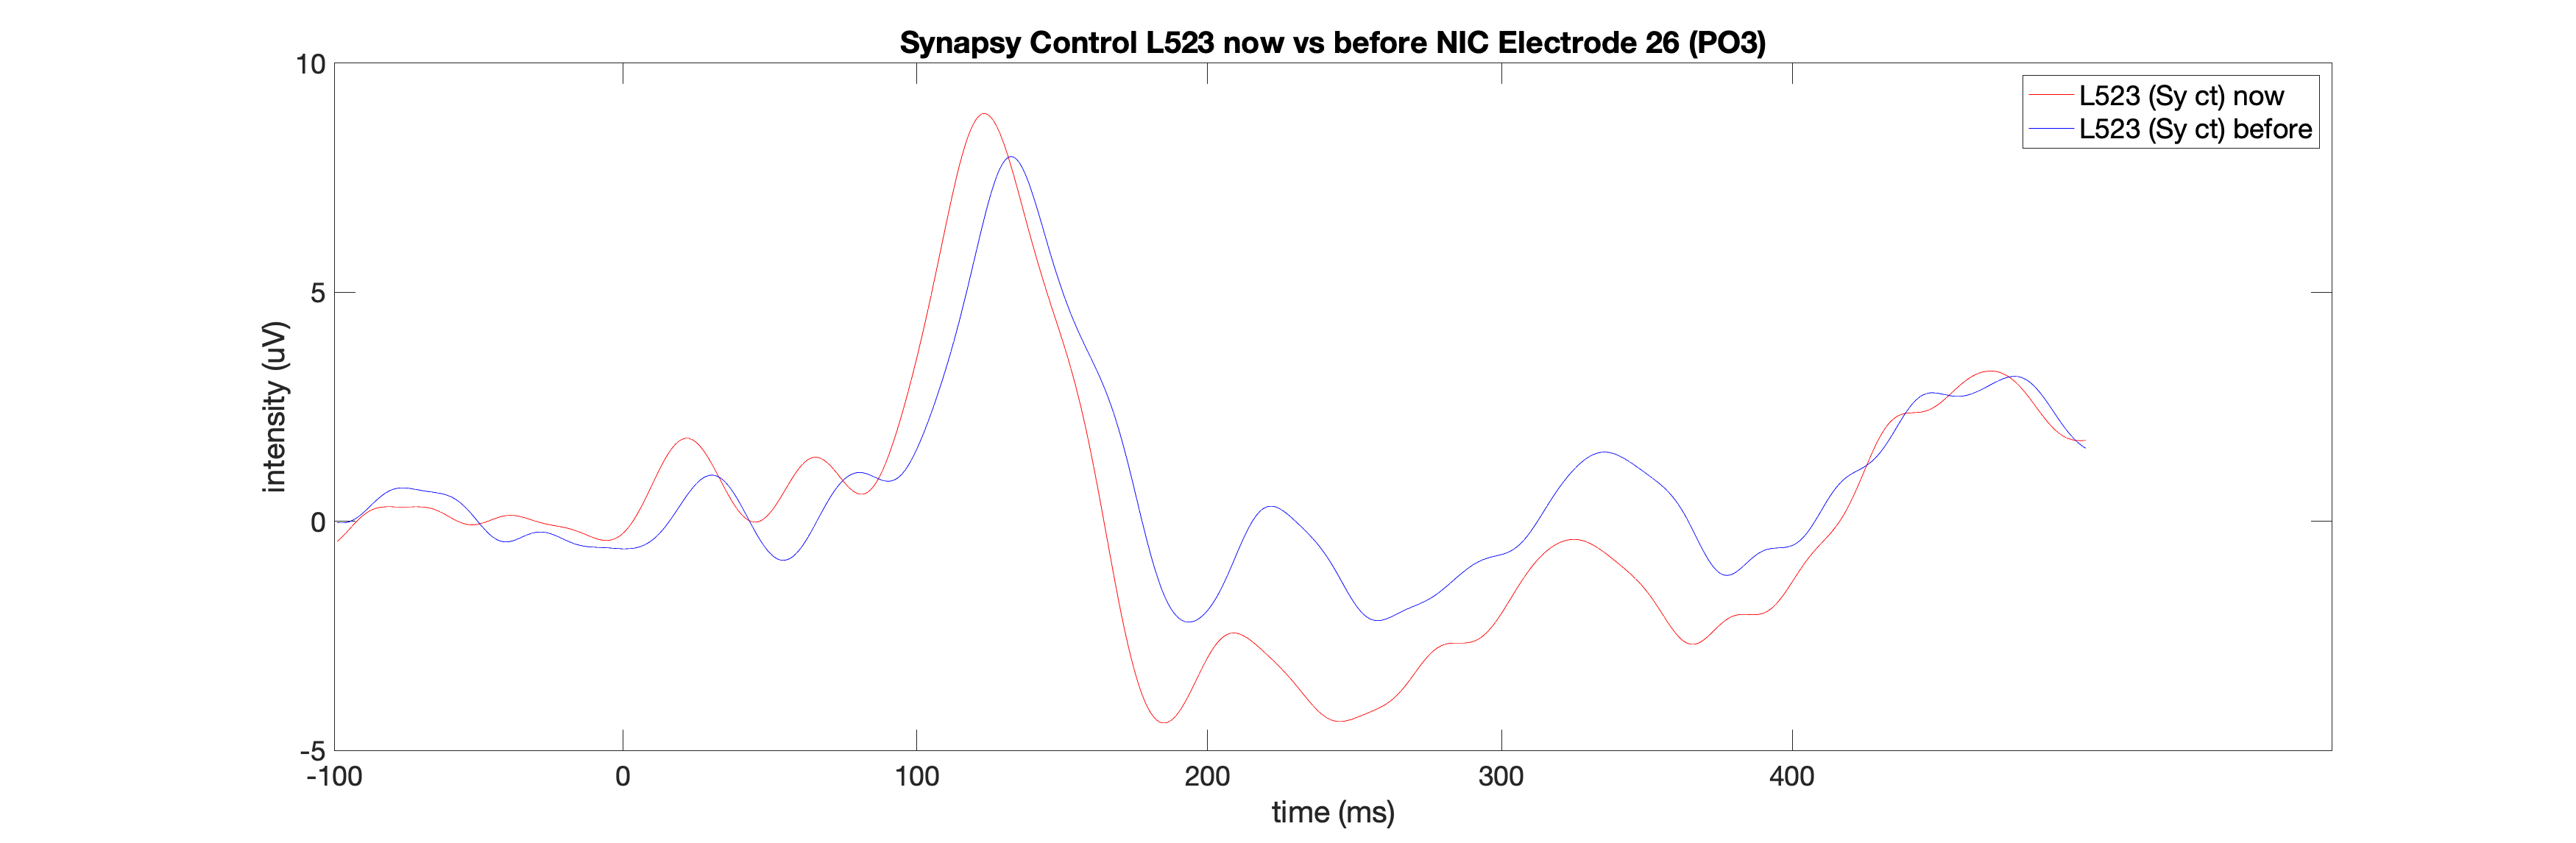 Synapsy Control L523 now vs before NIC Electrode 26 (PO3)
L523 (Sy ct) now
L523 (Sy ct) before
intensity (uV)
10
5
0
-5
-100 0 100 200 300 400
time (ms)